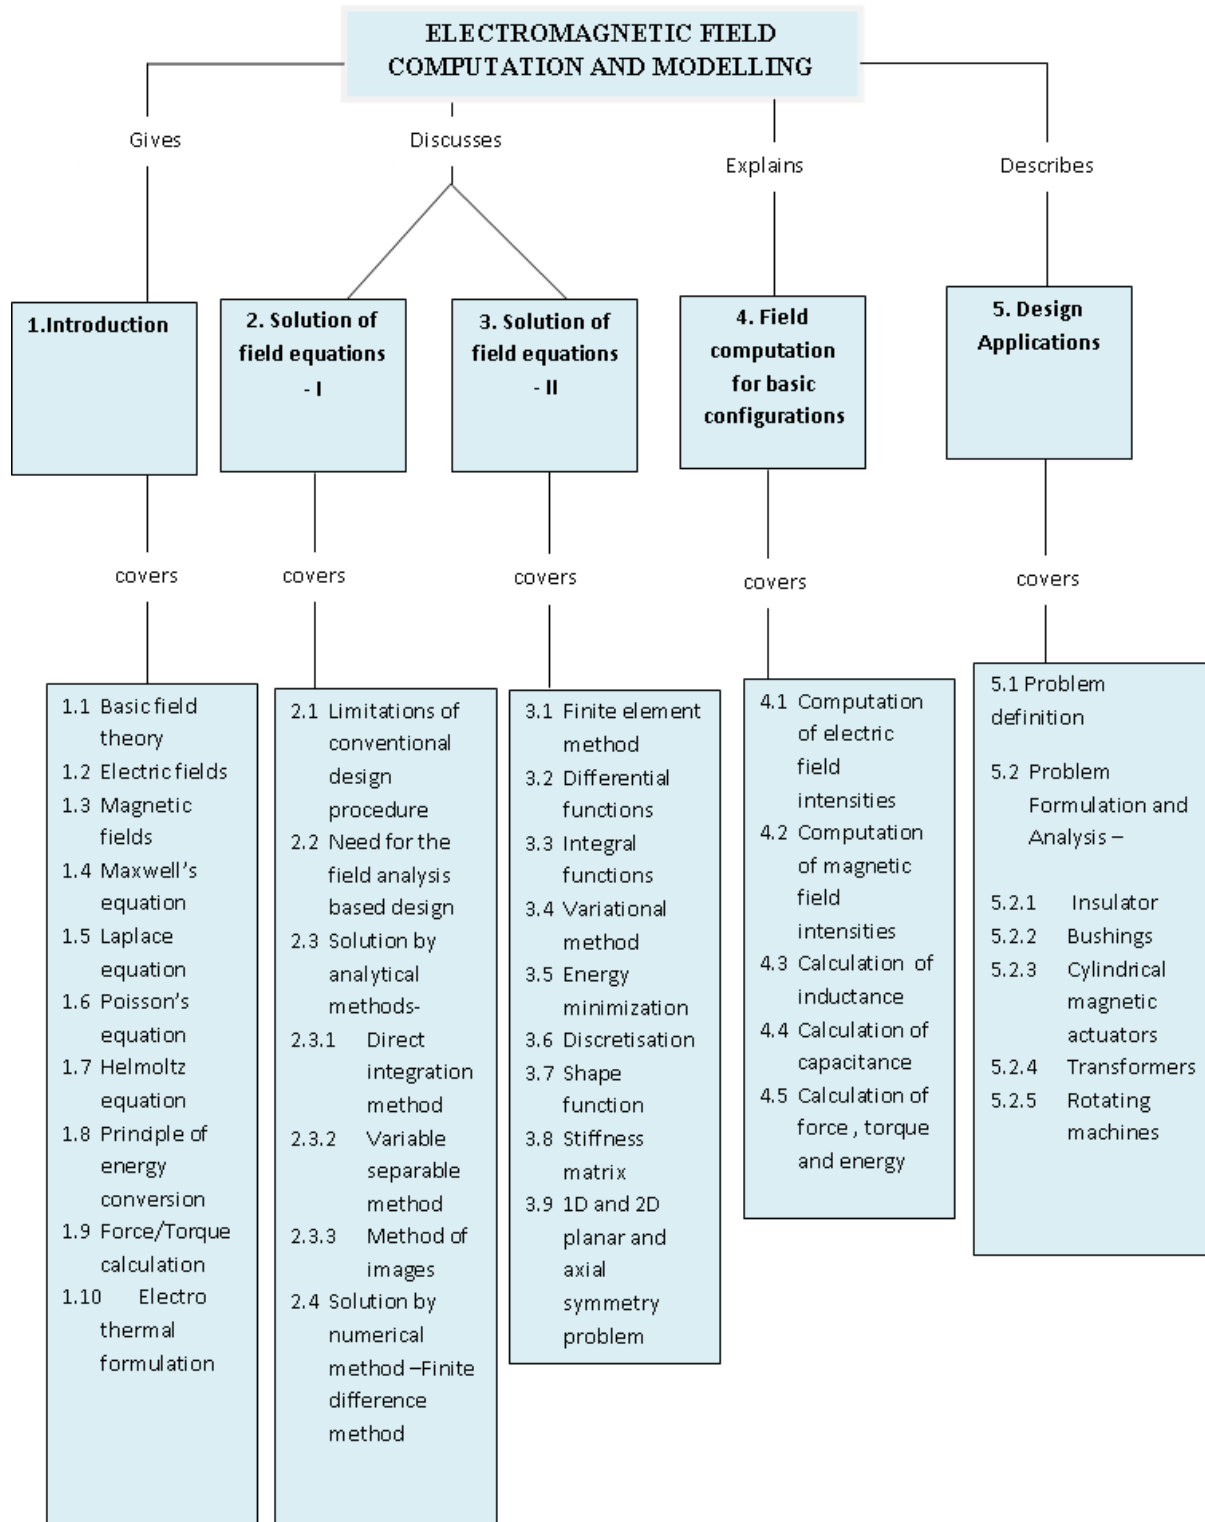 ELECTROMAGNETIC FIELD
COMPUTATION AND MODELLING
Gives
Discusses
Explains
Describes
1.Introduction
2. Solution of
field equations
- I
3. Solution of
field equations
- II
4. Field
computation
for basic
configurations
5. Design
Applications
covers
covers
covers
covers
covers
1.1 Basic field
theory
1.2 Electric fields
1.3 Magnetic
fields
1.4 Maxwell's
equation
1.5 Laplace
equation
1.6 Poisson's
equation
1.7 Helmoltz
equation
1.8 Principle of
energy
conversion
1.9 Force/Torque
calculation
1.10 Electro
thermal
formulation
2.1 Limitations of
conventional
design
procedure
2.2 Need for the
field analysis
based design
2.3 Solution by
analytical
methods-
2.3.1 Direct
integration
method
2.3.2 Variable
separable
method
2.3.3 Method of
images
2.4 Solution by
numerical
method –Finite
difference
method
3.1 Finite element
method
3.2 Differential
functions
3.3 Integral
functions
3.4 Variational
method
3.5 Energy
minimization
3.6 Discretisation
3.7 Shape
function
3.8 Stiffness
matrix
3.9 1D and 2D
planar and
axial
symmetry
problem
4.1 Computation
of electric
field
intensities
4.2 Computation
of magnetic
field
intensities
4.3 Calculation of
inductance
4.4 Calculation of
capacitance
4.5 Calculation of
force , torque
and energy
5.1 Problem
definition
5.2 Problem
Formulation and
Analysis –
5.2.1 Insulator
5.2.2 Bushings
5.2.3 Cylindrical
magnetic
actuators
5.2.4 Transformers
5.2.5 Rotating
machines